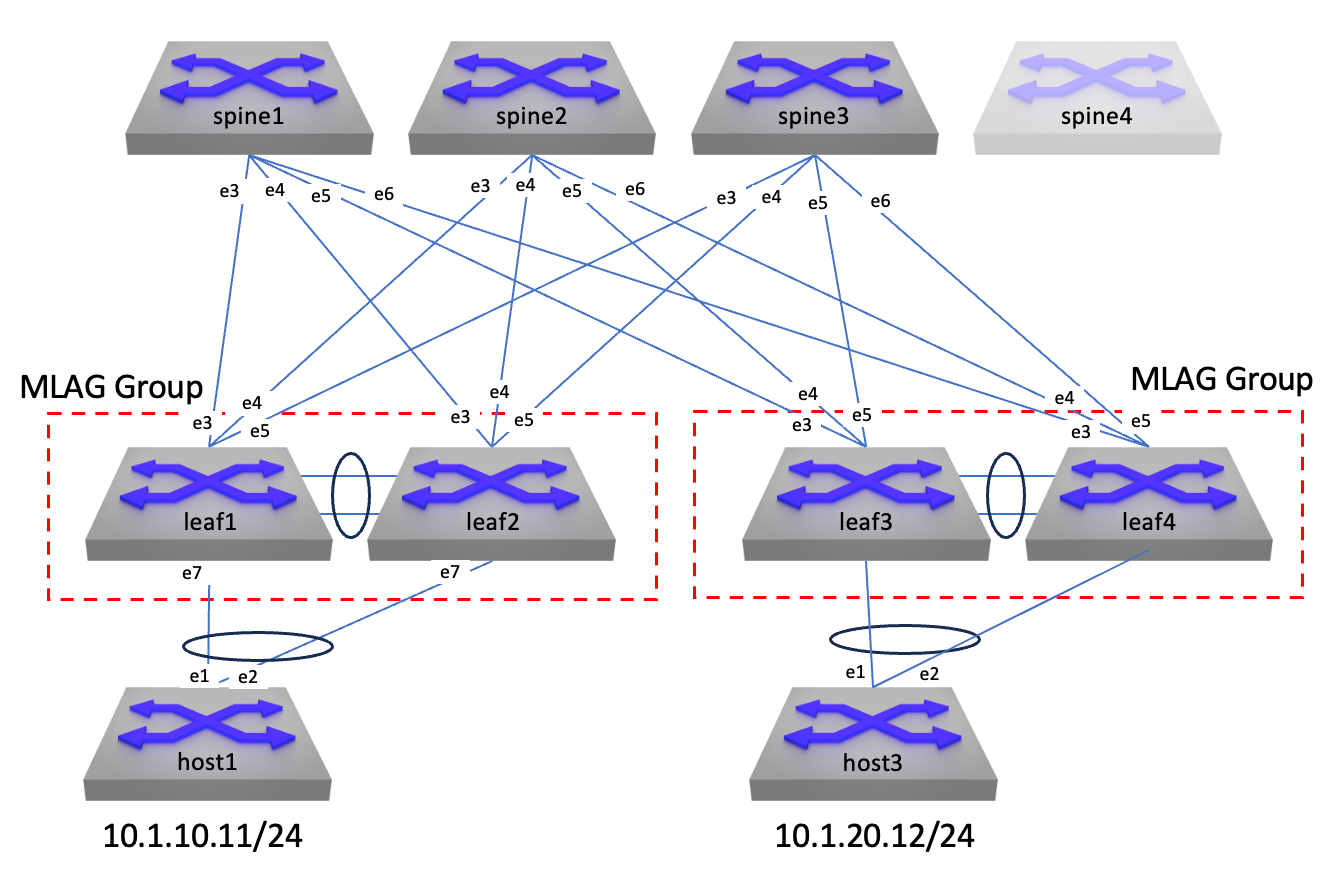 spine1
spine2
spine3
spine4
e3
e4
e5
e6
e3
e4
e5
e6
e3
e4
e5
e6
MLAG Group
MLAG Group
e3
e4
e5
e3
e4
e5
e3
e4
e5
e3
e4
e5
leaf1
leaf2
leaf3
leaf4
e7
e7
e1
e2
e1
e2
host1
host3
10.1.10.11/24
10.1.20.12/24